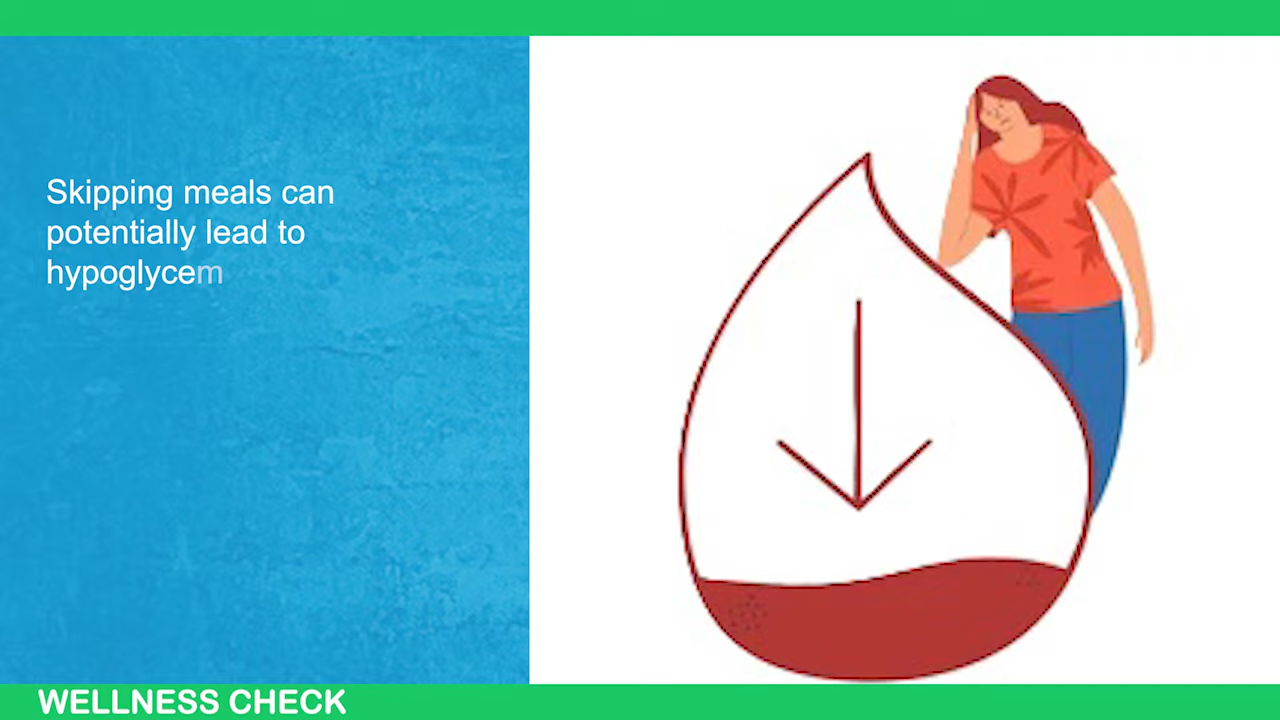 Skipping meals can
potentially lead to
hypoglycem
WELLNESS CHECK